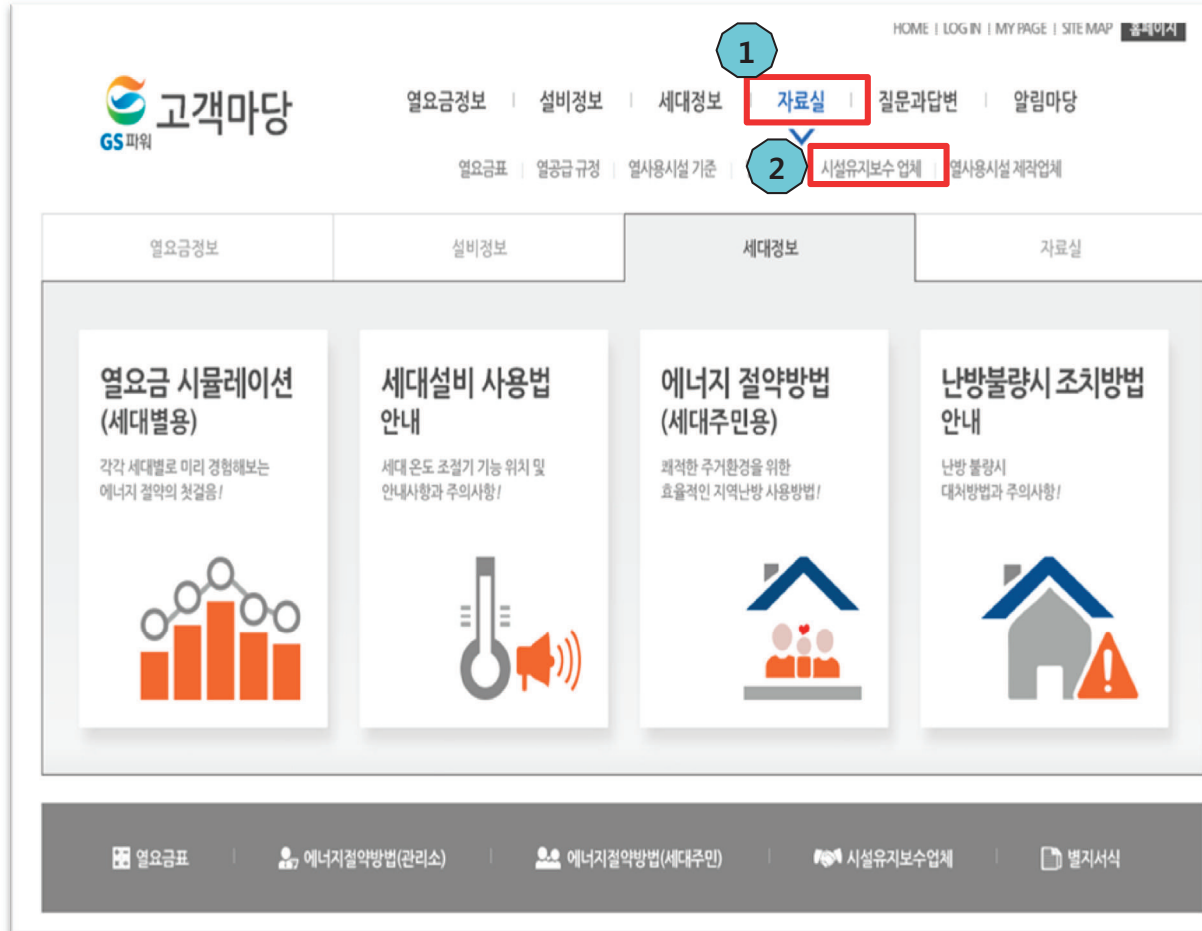 HOME | LOG IN | MY PAGE | SITE MAP 홈페이지
1
GS파워 고객마당
열요금정보 | 설비정보 | 세대정보 | 자료실 | 질문과답변 | 알림마당
열요금표 | 열공급 규정 | 열사용시설 기준 | 2 시설유지보수 업체 | 열사용시설 제작업체
열요금정보 설비정보 세대정보 자료실
열요금 시뮬레이션
(세대별용)
각각 세대별로 미리 경험해보는
에너지 절약의 첫걸음!
세대설비 사용법
안내
세대 온도 조절기 기능 위치 및
안내사항과 주의사항!
에너지 절약방법
(세대주민용)
쾌적한 주거환경을 위한
효율적인 지역난방 사용방법!
난방불량시 조치방법
안내
난방 불량시
대처방법과 주의사항!
열요금표 | 에너지절약방법(관리소) | 에너지절약방법(세대주민) | 시설유지보수업체 | 별지서식